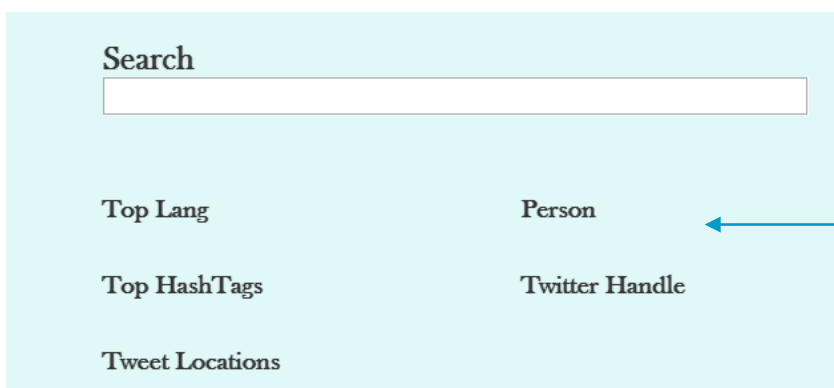 Search
Top Lang
Person
Top HashTags
Twitter Handle
Tweet Locations